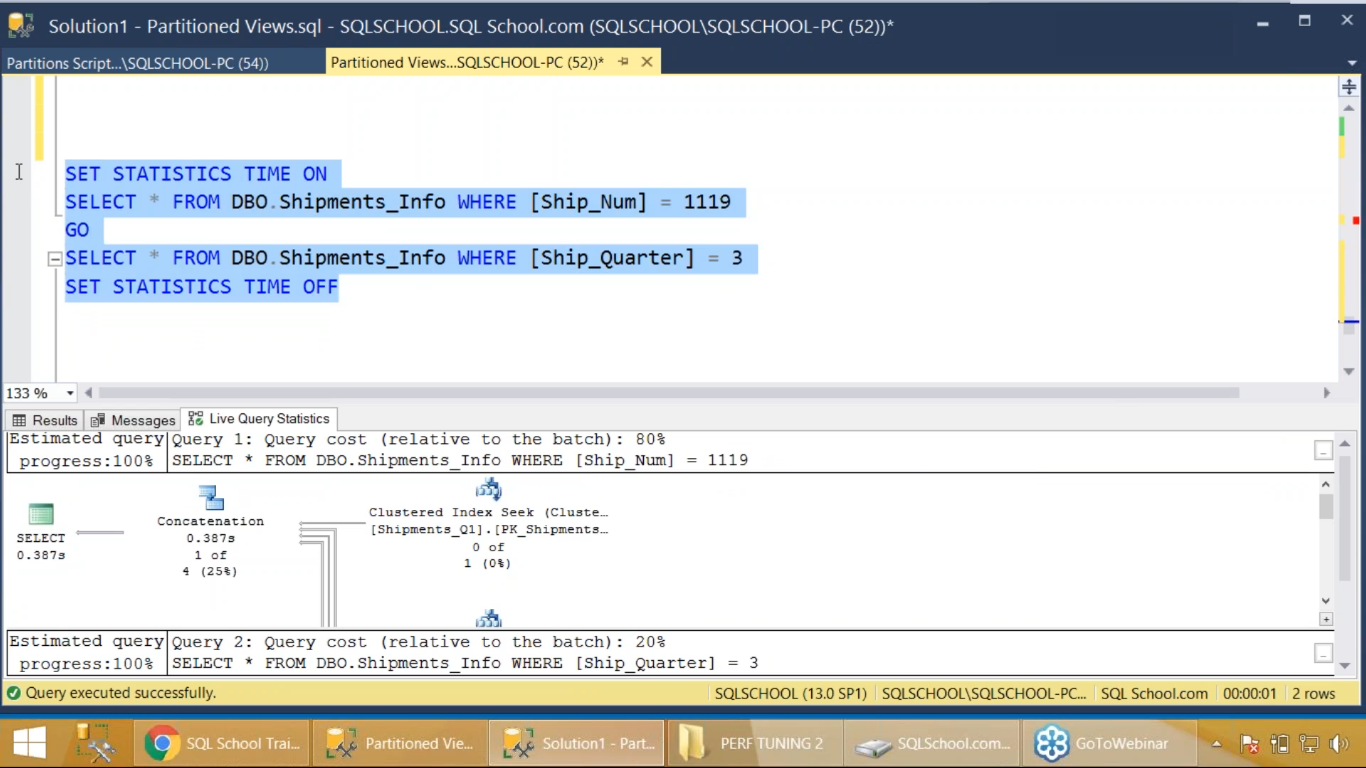 Solution1 - Partitioned Views.sql - SQLSCHOOL.SQL School.com (SQLSCHOOL\SQLSCHOOL-PC (52))*
Partitions Script...\SQLSCHOOL-PC (54))
Partitioned Views...SQLSCHOOL-PC (52))*
SET STATISTICS TIME ON
SELECT * FROM DBO.Shipments_Info WHERE [Ship_Num] = 1119
GO
SELECT * FROM DBO.Shipments_Info WHERE [Ship_Quarter] = 3
SET STATISTICS TIME OFF
133 %
Results Messages Live Query Statistics
Estimated query progress:100%
Query 1: Query cost (relative to the batch): 80%
SELECT * FROM DBO.Shipments_Info WHERE [Ship_Num] = 1119
SELECT
0.387s
Concatenation
0.387s
1 of
4 (25%)
Clustered Index Seek (Cluste…
[Shipments_Q1].[PK_Shipments…
0 of
1 (0%)
Estimated query progress:100%
Query 2: Query cost (relative to the batch): 20%
SELECT * FROM DBO.Shipments_Info WHERE [Ship_Quarter] = 3
Query executed successfully.
SQLSCHOOL (13.0 SP1) SQLSCHOOL\SQLSCHOOL-PC... SQL School.com 00:00:01 2 rows
SQL School Trai... Partitioned Vie... Solution1 - Part... PERF TUNING 2 SQLSchool.com... GoToWebinar